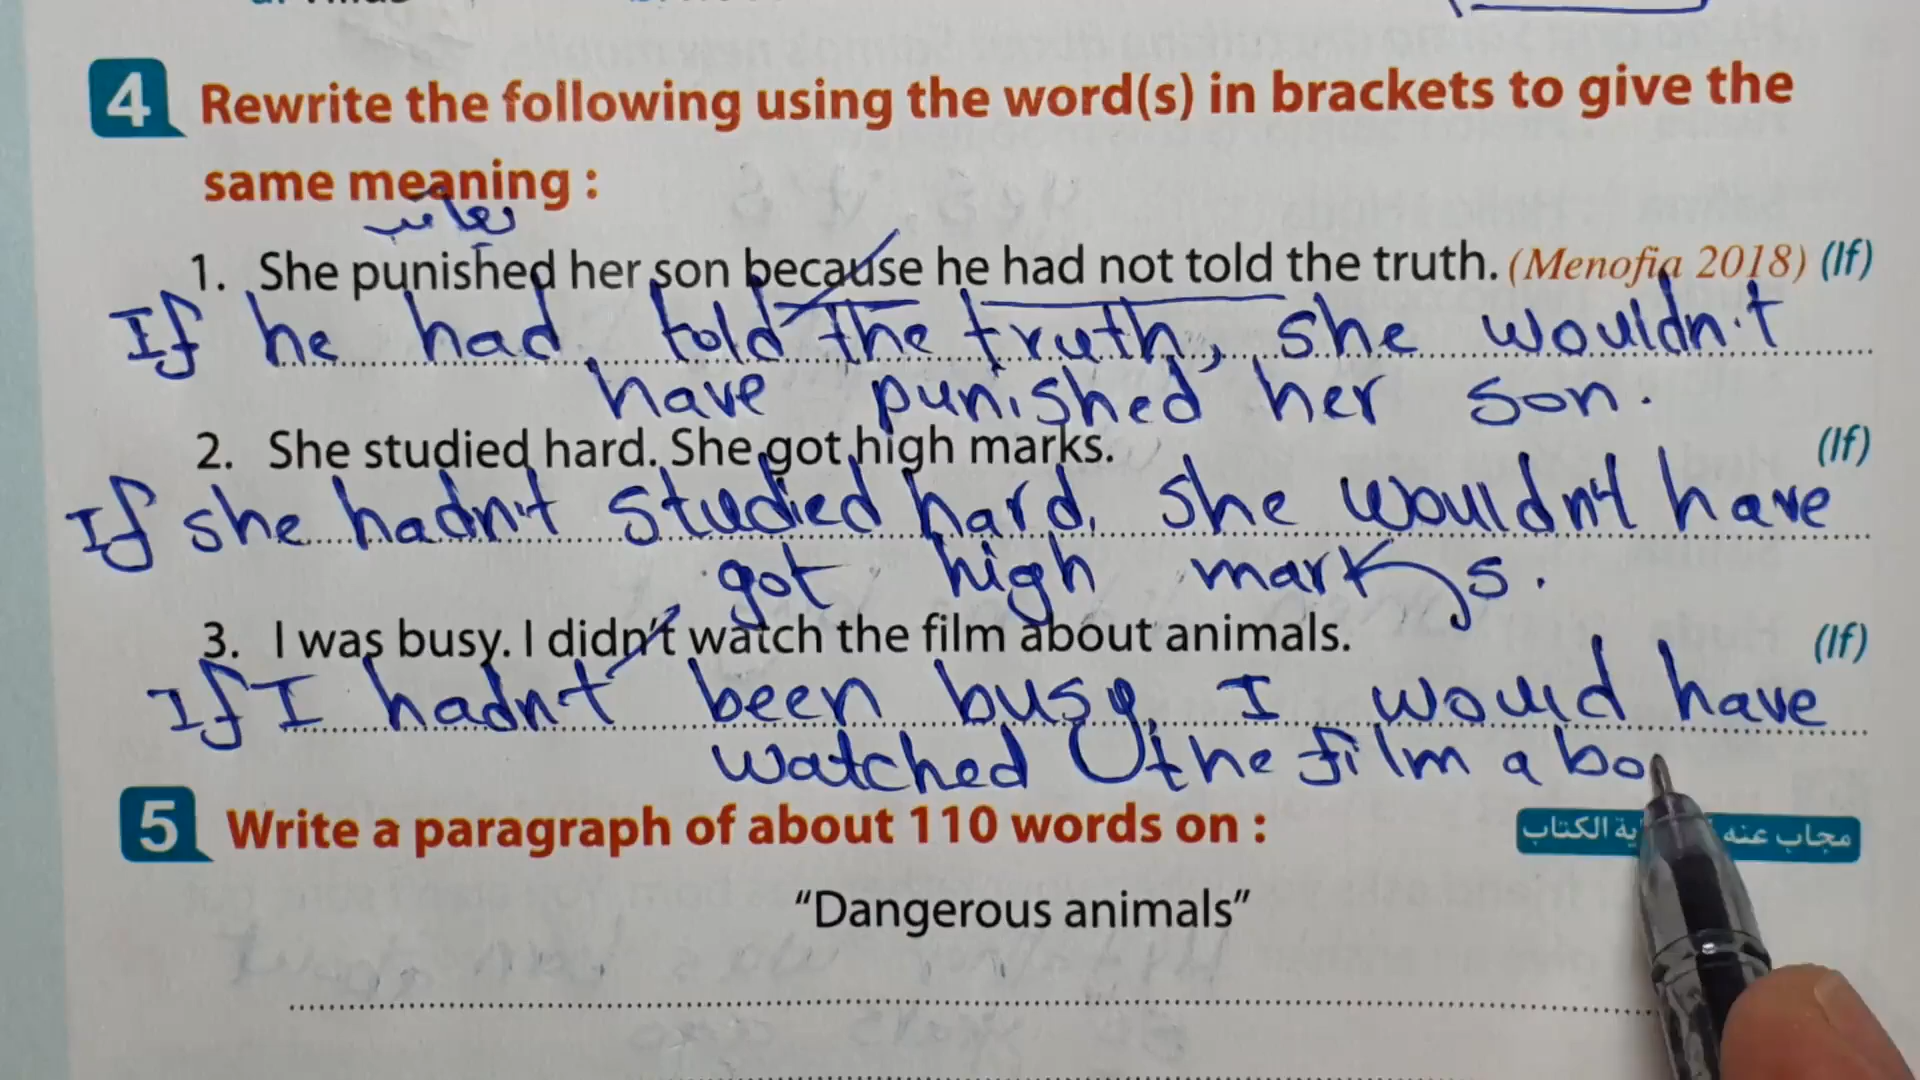 4 Rewrite the following using the word(s) in brackets to give the
same meaning :
يعاقب
1. She punished her son because he had not told the truth. (Menofia 2018) (If)
If he had told the truth, she wouldn't
have punished her son.
2. She studied hard. She got high marks. (If)
If she hadn't studied hard, she wouldn't have
got high marks.
3. I was busy. I didn't watch the film about animals. (If)
If I hadn't been busy, I would have
watched the film abo
5 Write a paragraph of about 110 words on :
مجاب عنه الكتاب
"Dangerous animals"